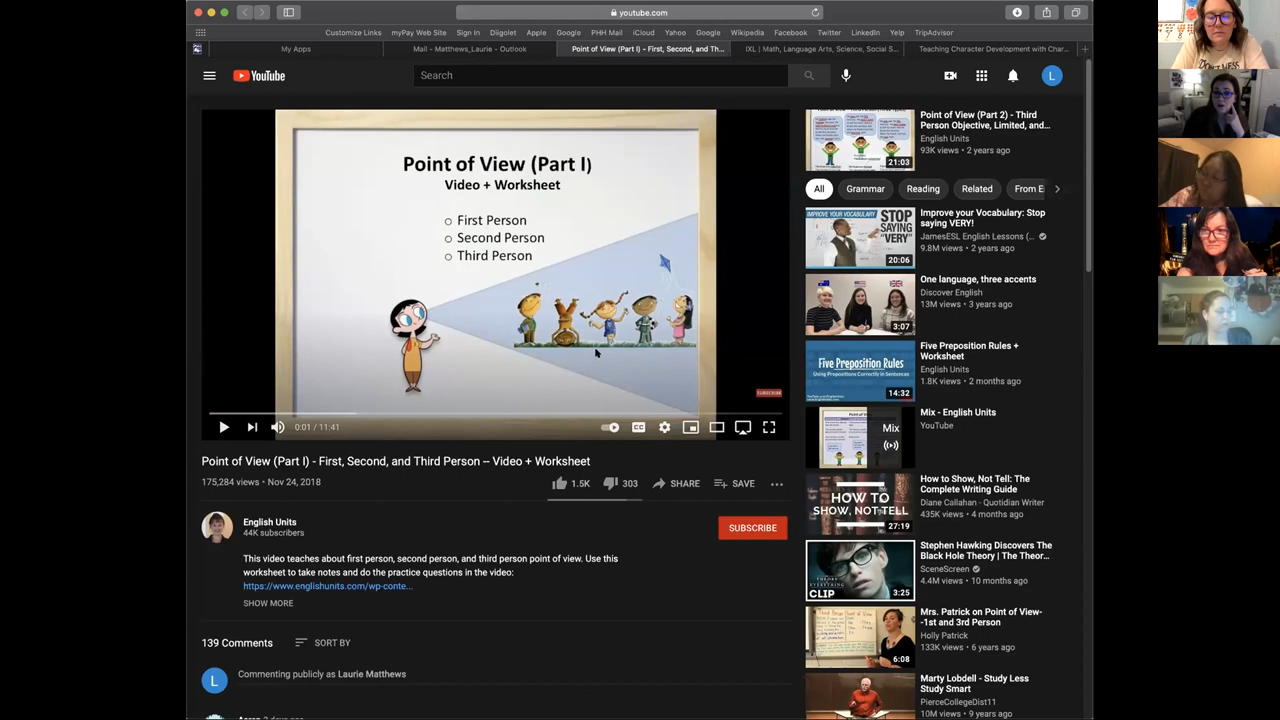 youtube.com
Customize Links
myPay Web Site
Sign In
Diigolet
Apple
Google
PHH Mail
iCloud
Yahoo
Google
Wikipedia
Facebook
Twitter
LinkedIn
Yelp
TripAdvisor
My Apps
Mail - Matthews_Laurie - Outlook
Point of View (Part I) - First, Second, and Th...
IXL | Math, Language Arts, Science, Social S...
Teaching Character Development with Char...
YouTube
Search
L
Point of View (Part I)
Video + Worksheet
First Person
Second Person
Third Person
SUBSCRIBE
0:01 / 11:41
CC
Point of View (Part I) - First, Second, and Third Person -- Video + Worksheet
175,284 views • Nov 24, 2018
1.5K
303
SHARE
SAVE
English Units
44K subscribers
SUBSCRIBE
This video teaches about first person, second person, and third person point of view. Use this
worksheet to take notes and do the practice questions in the video:
https://www.englishunits.com/wp-conte...
SHOW MORE
139 Comments
SORT BY
L
Commenting publicly as Laurie Matthews
21:03
Point of View (Part 2) - Third
Person Objective, Limited, and...
English Units
93K views • 2 years ago
All
Grammar
Reading
Related
From E
IMPROVE YOUR VOCABULARY:
STOP
SAYING
"VERY"
20:06
Improve your Vocabulary: Stop
saying VERY!
JamesESL English Lessons (...
9.8M views • 2 years ago
3:07
One language, three accents
Discover English
13M views • 3 years ago
Five Preposition Rules
Using Prepositions Correctly in Sentences
14:32
Five Preposition Rules +
Worksheet
English Units
1.8K views • 2 months ago
Mix
Mix - English Units
YouTube
HOW TO
SHOW, NOT TELL
27:19
How to Show, Not Tell: The
Complete Writing Guide
Diane Callahan - Quotidian Writer
435K views • 4 months ago
CLIP
3:25
Stephen Hawking Discovers The
Black Hole Theory | The Theor...
SceneScreen
4.4M views • 10 months ago
6:08
Mrs. Patrick on Point of View-
-1st and 3rd Person
Holly Patrick
133K views • 6 years ago
Marty Lobdell - Study Less
Study Smart
PierceCollegeDist11
10M views • 9 years ago